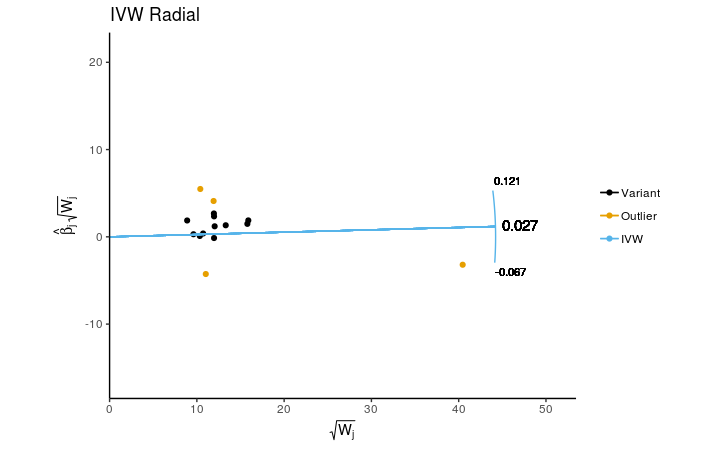 IVW Radial
20
10
0
-10
β̂ⱼ√Wⱼ
0.121
0.027
-0.067
Variant
Outlier
IVW
0 10 20 30 40 50
√Wⱼ